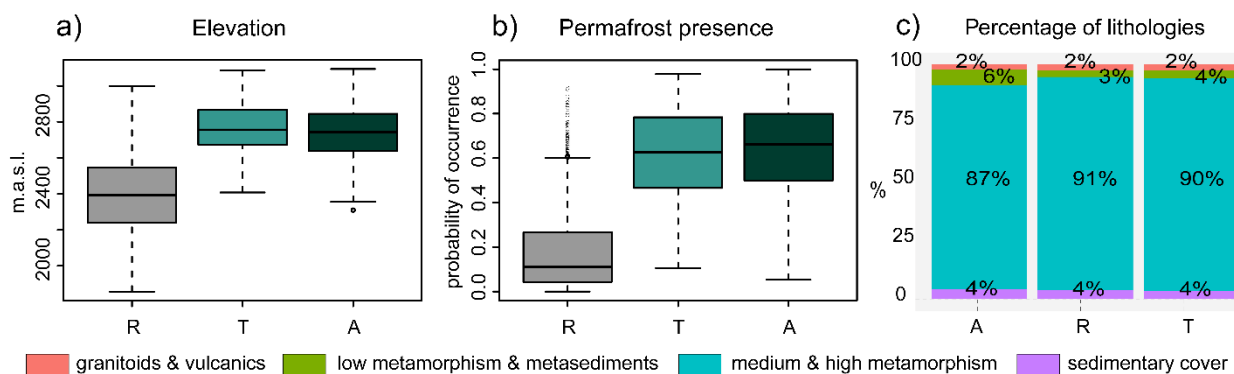 a) Elevation
m.a.s.l.
2800
2400
2000
R T A
b) Permafrost presence
probability of occurrence
1.0
0.8
0.6
0.4
0.2
0.0
R T A
c) Percentage of lithologies
%
100
75
50
25
0
2% 2% 2%
6% 3% 4%
87% 91% 90%
4% 4% 4%
A R T
granitoids & vulcanics low metamorphism & metasediments medium & high metamorphism sedimentary cover